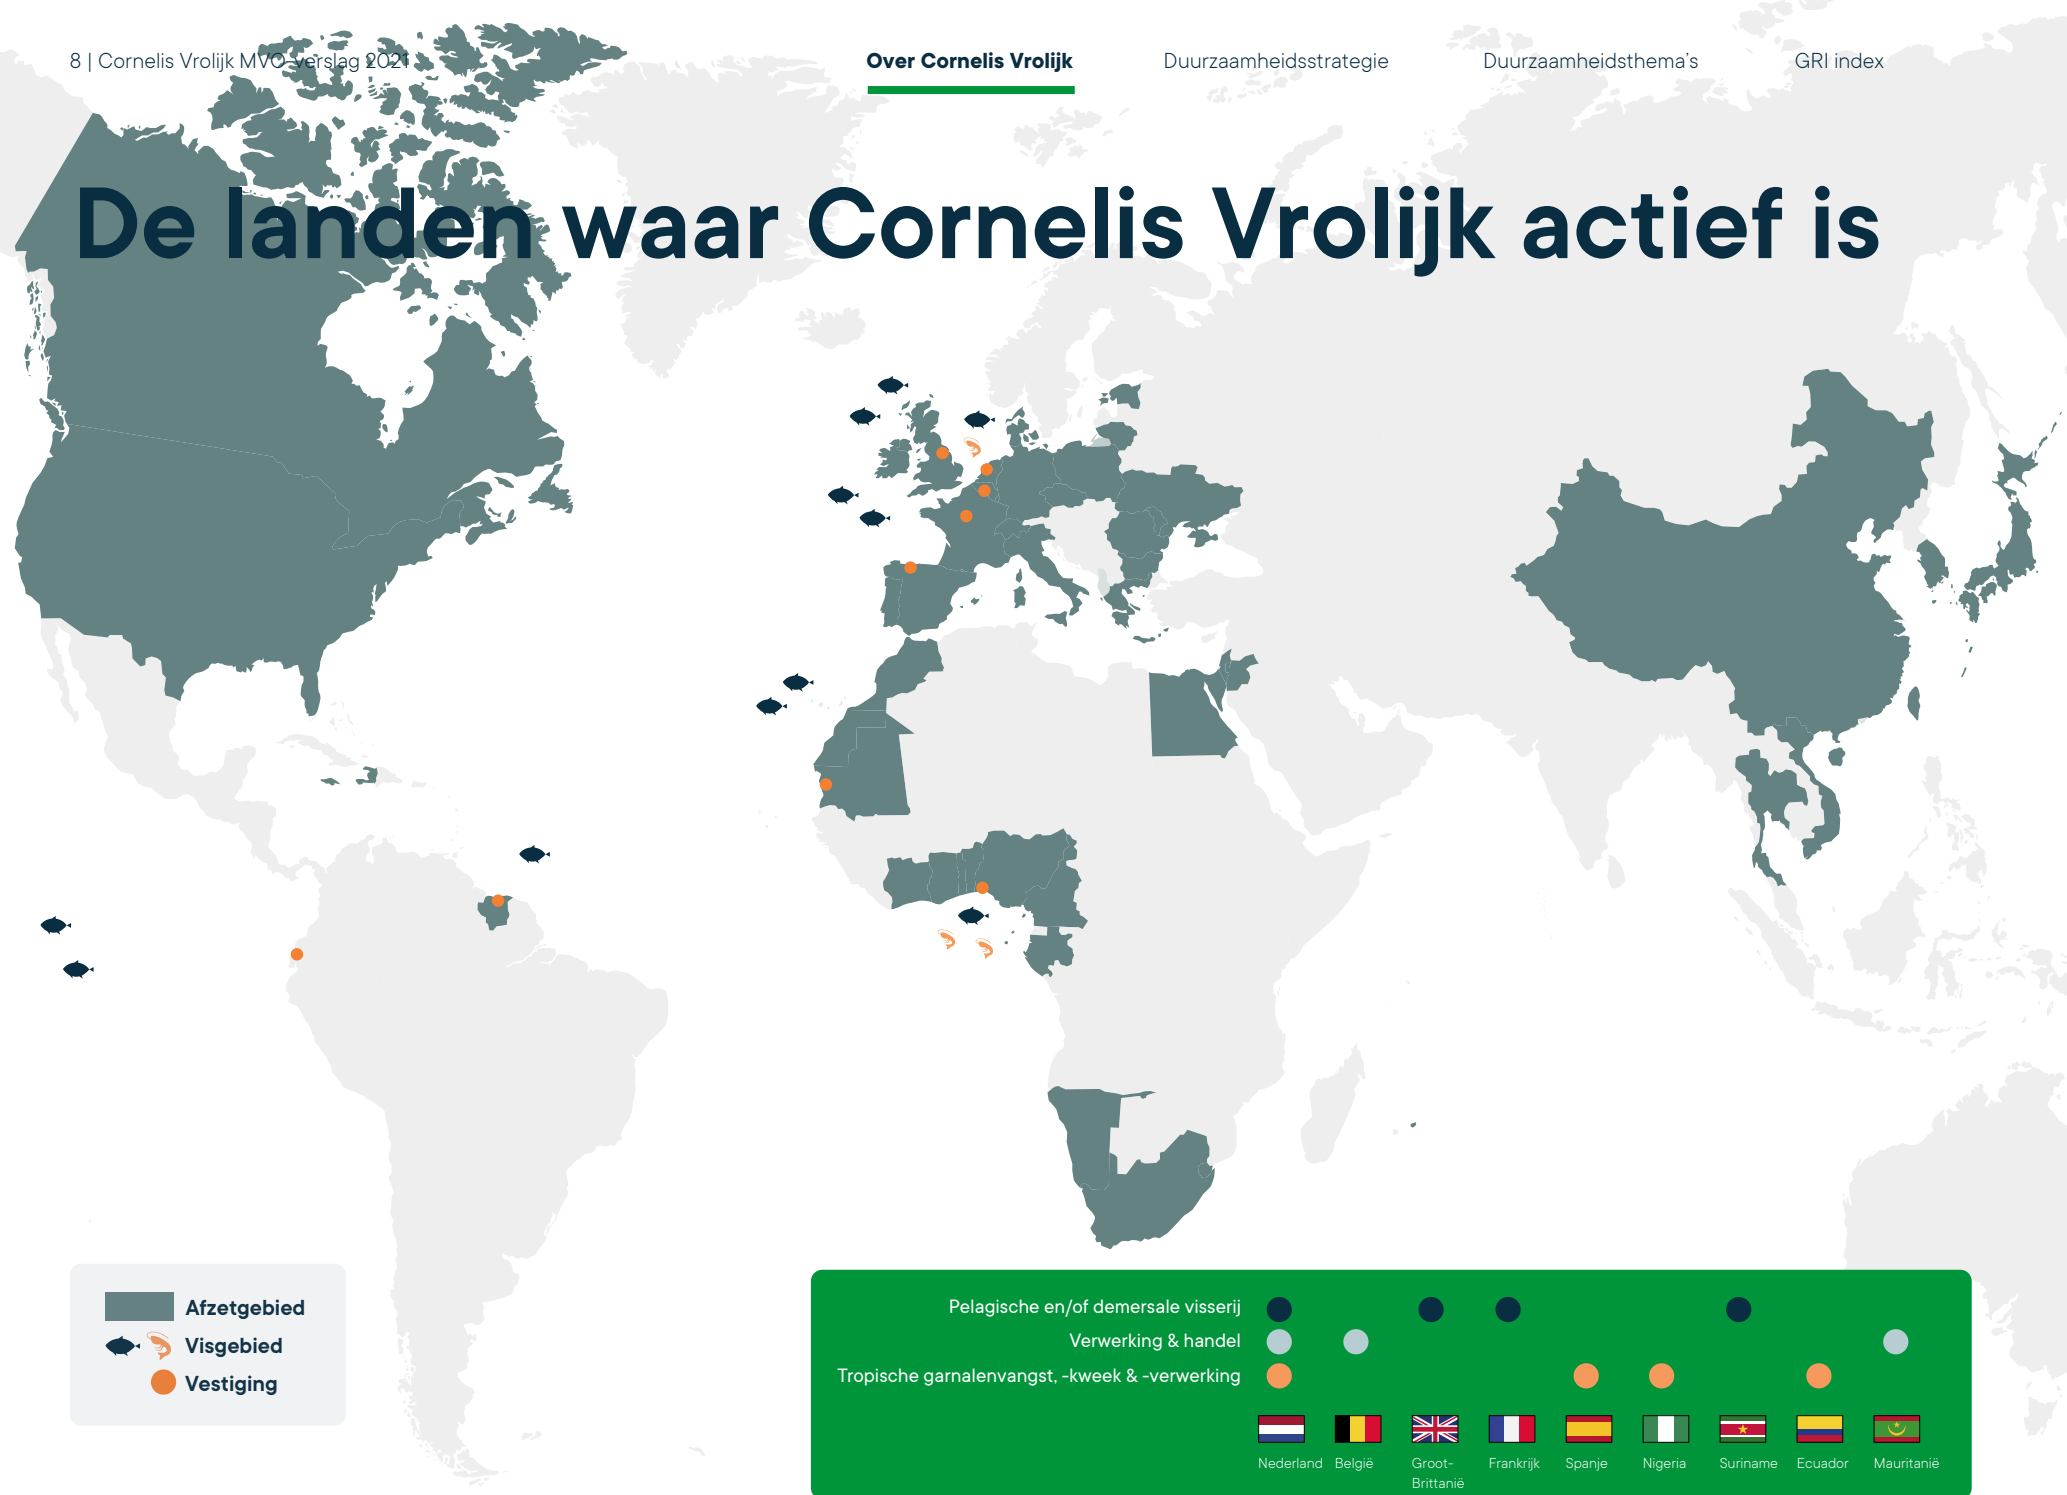 8 | Cornelis Vrolijk MVO-verslag 2021
Over Cornelis Vrolijk
Duurzaamheidsstrategie
Duurzaamheidsthema's
GRI index
De landen waar Cornelis Vrolijk actief is
Afzetgebied
Visgebied
Vestiging
Pelagische en/of demersale visserij
Verwerking & handel
Tropische garnalenvangst, -kweek & -verwerking
Nederland
België
Groot-
Brittanië
Frankrijk
Spanje
Nigeria
Suriname
Ecuador
Mauritanië